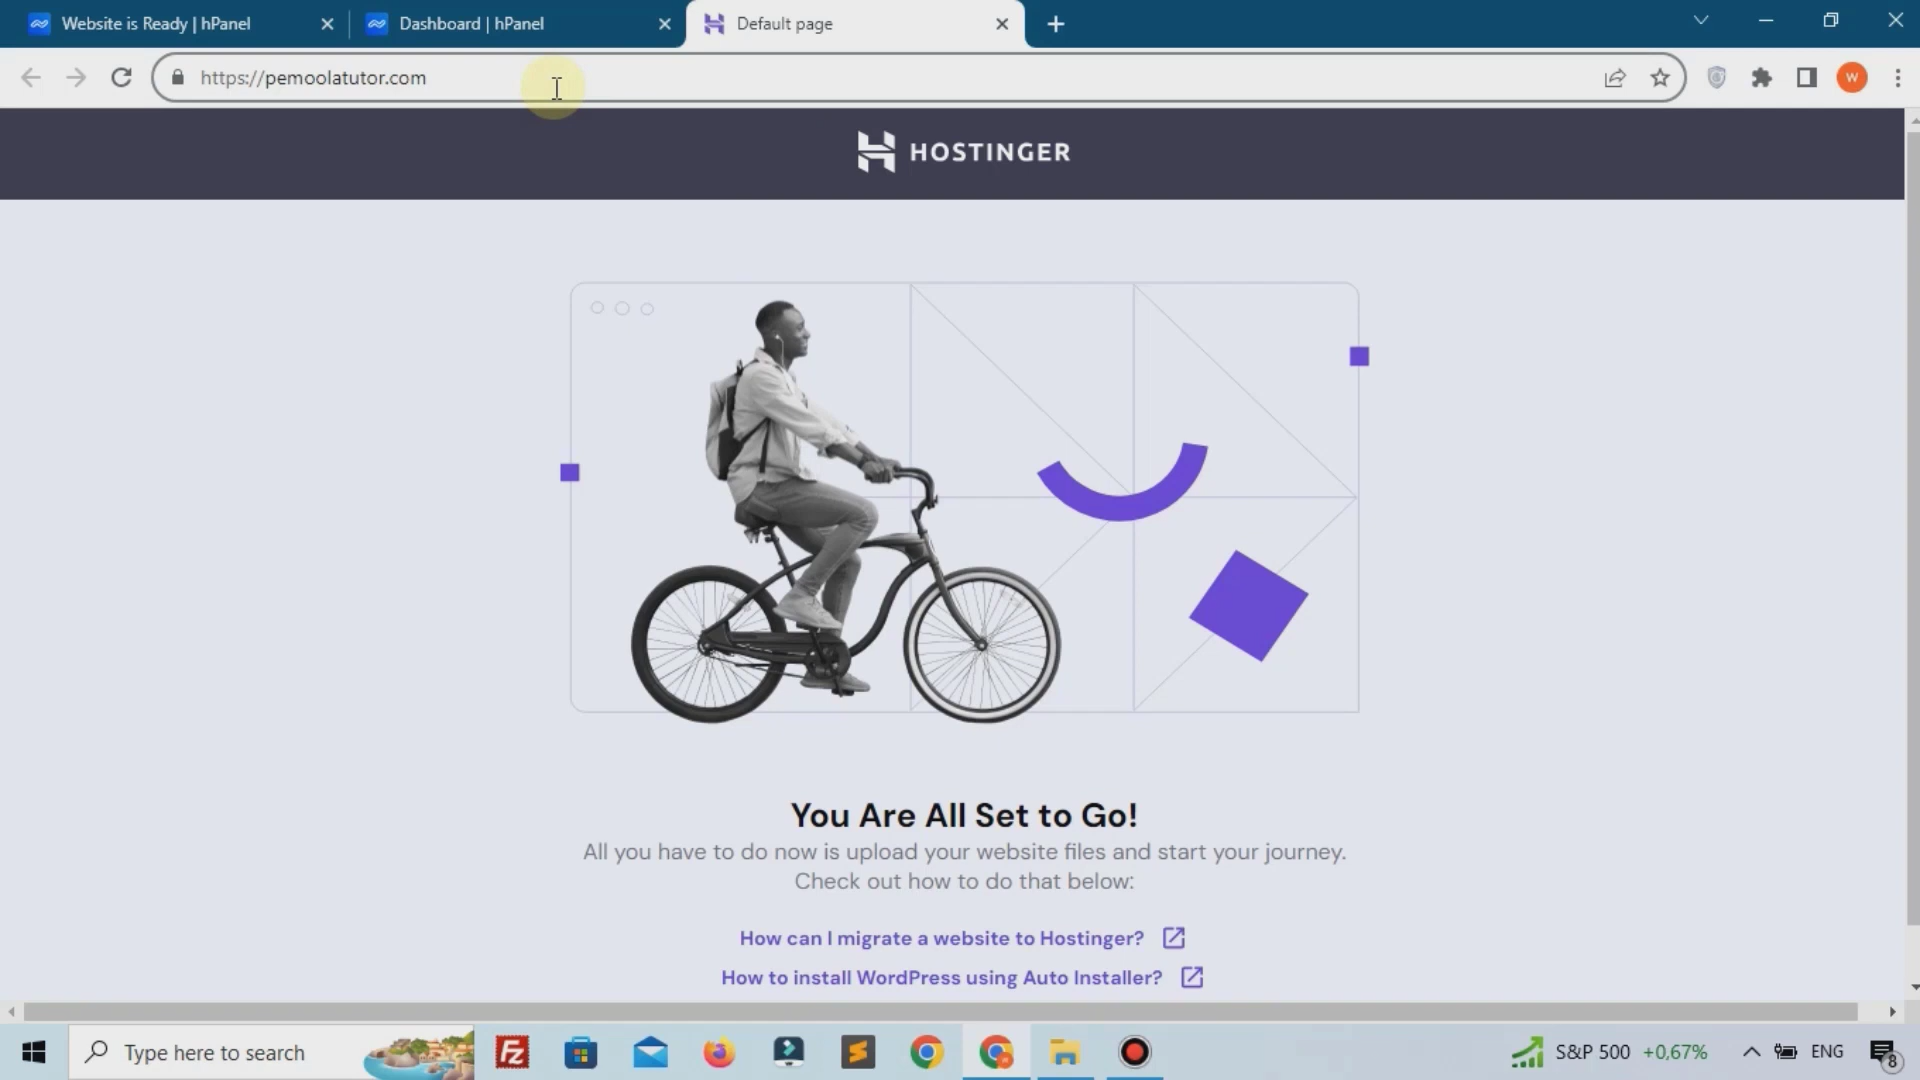 Website is Ready | hPanel
Dashboard | hPanel
Default page
https://pemoolatutor.com
W
HOSTINGER
You Are All Set to Go!
All you have to do now is upload your website files and start your journey.
Check out how to do that below:
How can I migrate a website to Hostinger?
How to install WordPress using Auto Installer?
Type here to search
Fz
S&P 500 +0,67%
ENG
8